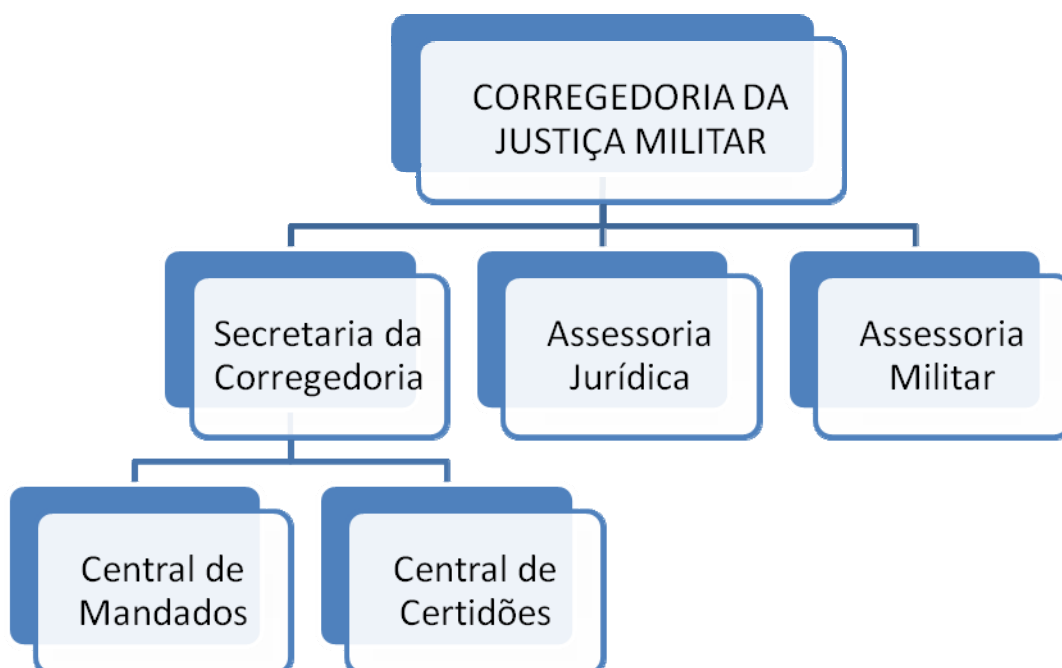 CORREGEDORIA DA
JUSTIÇA MILITAR
Secretaria da
Corregedoria
Assessoria
Jurídica
Assessoria
Militar
Central de
Mandados
Central de
Certidões